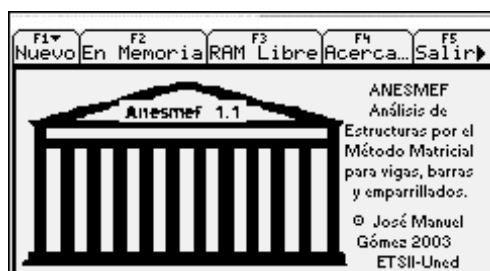 F1▾ F2 F3 F4 F5
Nuevo En Memoria RAM Libre Acerca... Salir▶
Anesmef 1.1
ANESMEF
Análisis de
Estructuras por el
Método Matricial
para vigas, barras
y emparrillados.
© José Manuel
Gómez 2003
ETSII-Uned